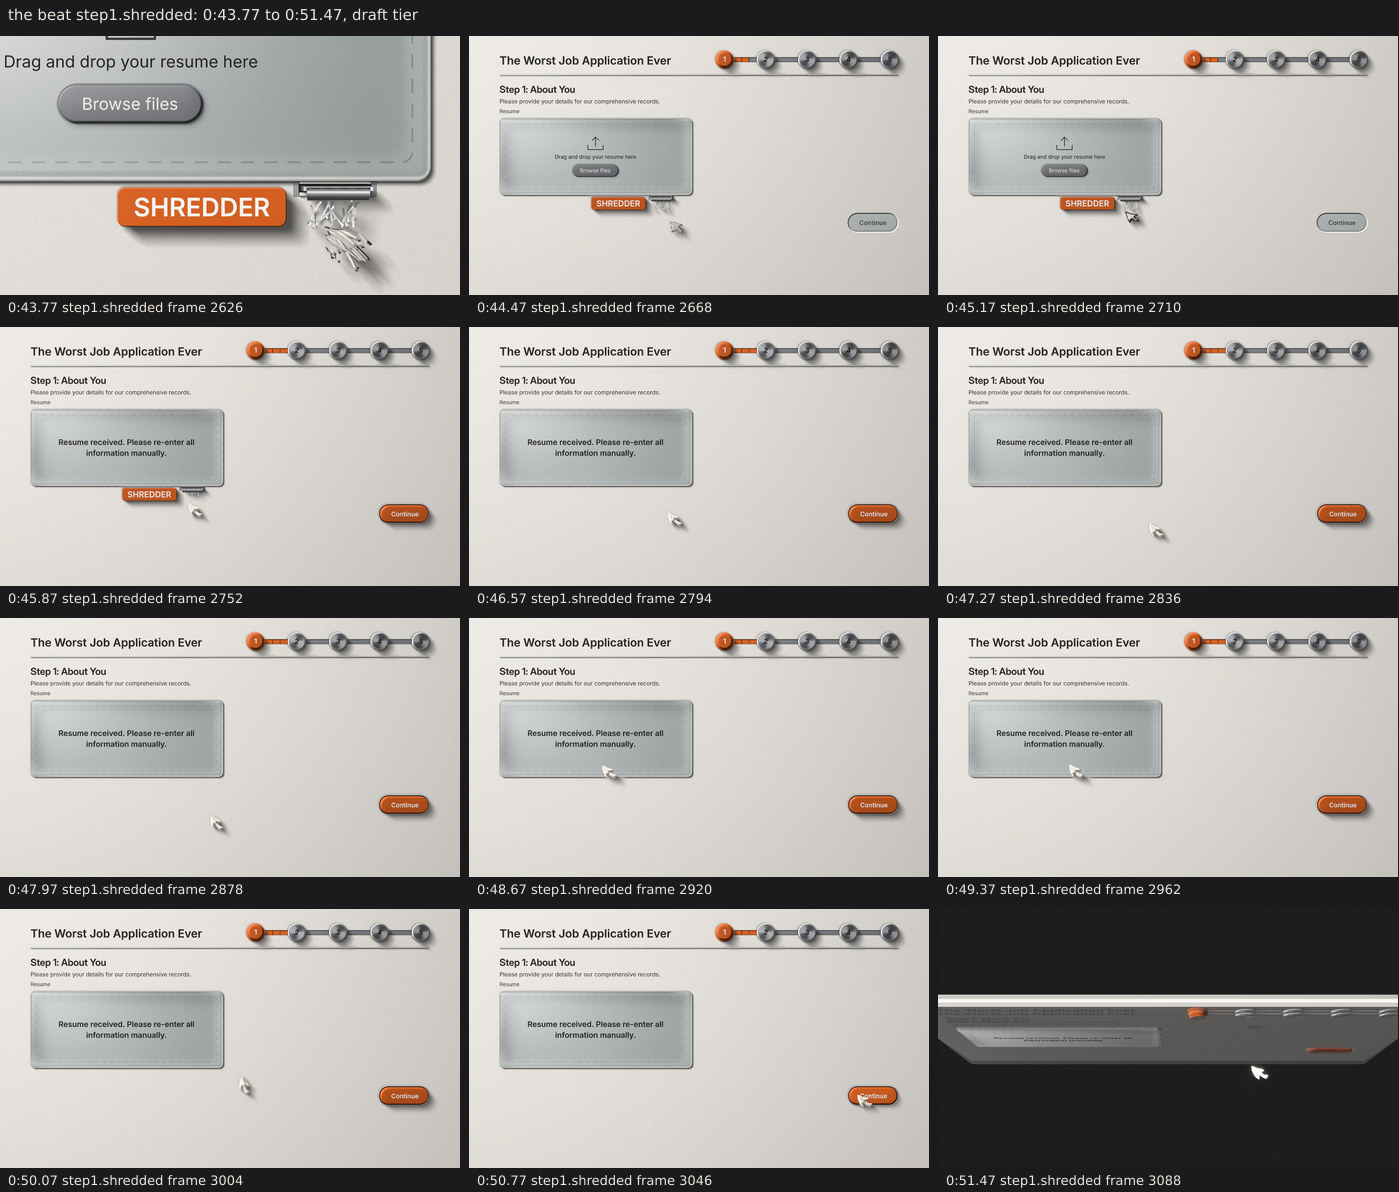 the beat step1.shredded: 0:43.77 to 0:51.47, draft tier
Drag and drop your resume here
Browse files
SHREDDER
0:43.77 step1.shredded frame 2626
The Worst Job Application Ever
1
Step 1: About You
Please provide your details for our comprehensive records.
Resume
Drag and drop your resume here
Browse files
SHREDDER
Continue
0:44.47 step1.shredded frame 2668
The Worst Job Application Ever
1
Step 1: About You
Please provide your details for our comprehensive records.
Resume
Drag and drop your resume here
Browse files
SHREDDER
Continue
0:45.17 step1.shredded frame 2710
The Worst Job Application Ever
1
Step 1: About You
Please provide your details for our comprehensive records.
Resume
Resume received. Please re-enter all
information manually.
SHREDDER
Continue
0:45.87 step1.shredded frame 2752
The Worst Job Application Ever
1
Step 1: About You
Please provide your details for our comprehensive records.
Resume
Resume received. Please re-enter all
information manually.
Continue
0:46.57 step1.shredded frame 2794
The Worst Job Application Ever
1
Step 1: About You
Please provide your details for our comprehensive records.
Resume
Resume received. Please re-enter all
information manually.
Continue
0:47.27 step1.shredded frame 2836
The Worst Job Application Ever
1
Step 1: About You
Please provide your details for our comprehensive records.
Resume
Resume received. Please re-enter all
information manually.
Continue
0:47.97 step1.shredded frame 2878
The Worst Job Application Ever
1
Step 1: About You
Please provide your details for our comprehensive records.
Resume
Resume received. Please re-enter all
information manually.
Continue
0:48.67 step1.shredded frame 2920
The Worst Job Application Ever
1
Step 1: About You
Please provide your details for our comprehensive records.
Resume
Resume received. Please re-enter all
information manually.
Continue
0:49.37 step1.shredded frame 2962
The Worst Job Application Ever
1
Step 1: About You
Please provide your details for our comprehensive records.
Resume
Resume received. Please re-enter all
information manually.
Continue
0:50.07 step1.shredded frame 3004
The Worst Job Application Ever
1
Step 1: About You
Please provide your details for our comprehensive records.
Resume
Resume received. Please re-enter all
information manually.
Continue
0:50.77 step1.shredded frame 3046
The Worst Job Application Ever
0:51.47 step1.shredded frame 3088